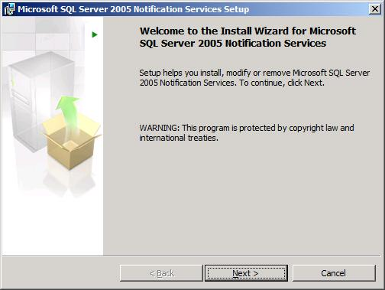 Microsoft SQL Server 2005 Notification Services Setup
Welcome to the Install Wizard for Microsoft
SQL Server 2005 Notification Services
Setup helps you install, modify or remove Microsoft SQL Server
2005 Notification Services. To continue, click Next.
WARNING: This program is protected by copyright law and
international treaties.
< Back Next > Cancel